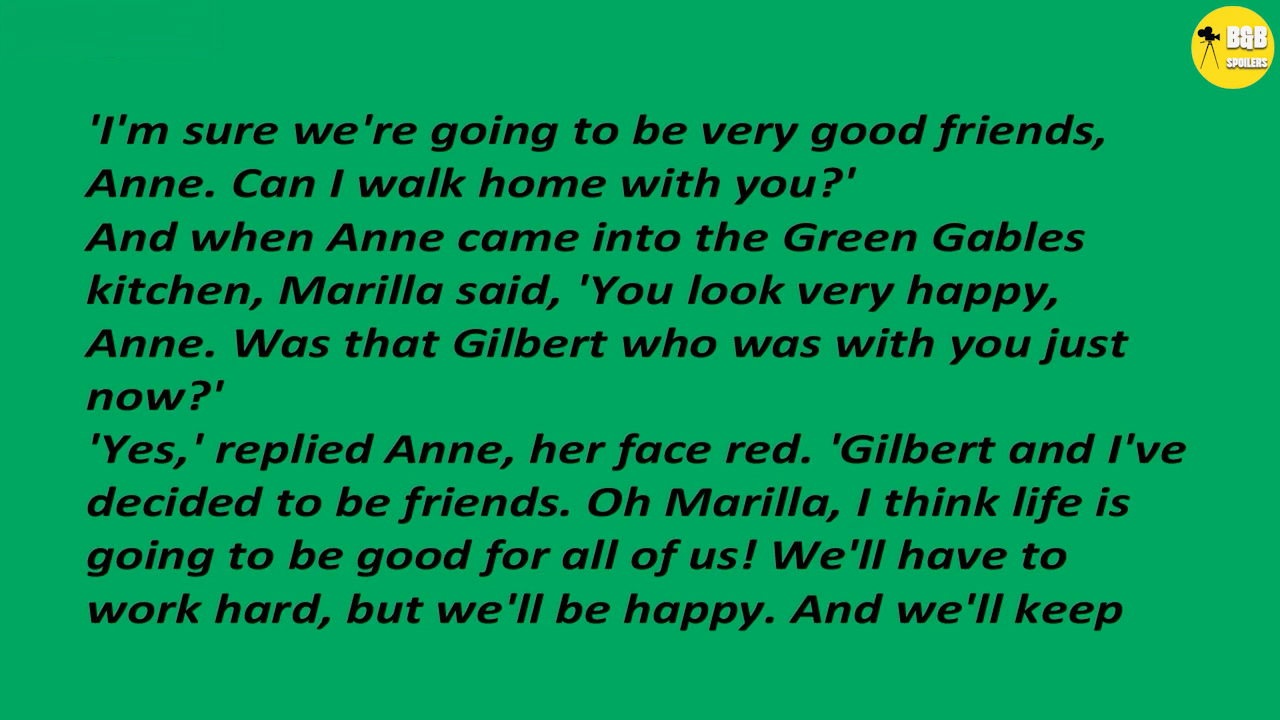 B&B
SPOILERS
'I'm sure we're going to be very good friends,
Anne. Can I walk home with you?'
And when Anne came into the Green Gables
kitchen, Marilla said, 'You look very happy,
Anne. Was that Gilbert who was with you just
now?'
'Yes,' replied Anne, her face red. 'Gilbert and I've
decided to be friends. Oh Marilla, I think life is
going to be good for all of us! We'll have to
work hard, but we'll be happy. And we'll keep